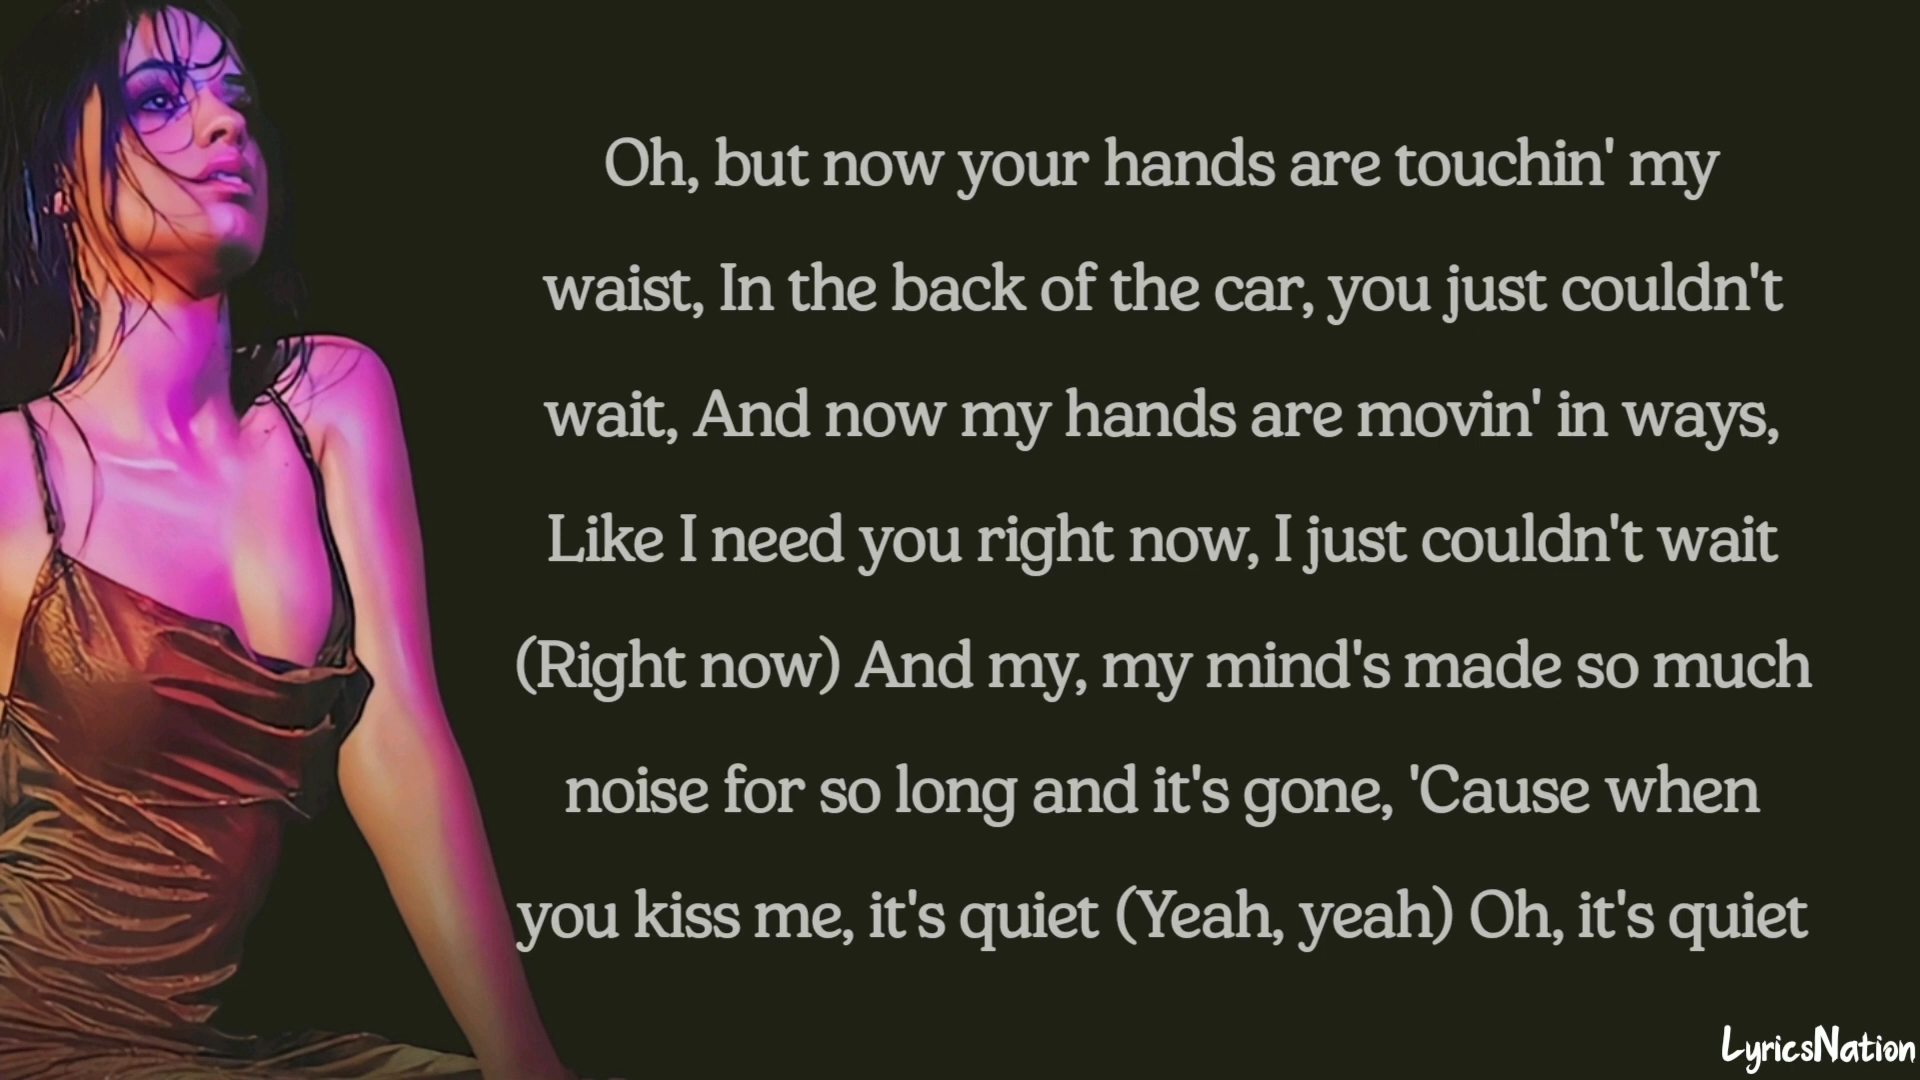 Oh, but now your hands are touchin' my
waist, In the back of the car, you just couldn't
wait, And now my hands are movin' in ways,
Like I need you right now, I just couldn't wait
(Right now) And my, my mind's made so much
noise for so long and it's gone, 'Cause when
you kiss me, it's quiet (Yeah, yeah) Oh, it's quiet
LyricsNation